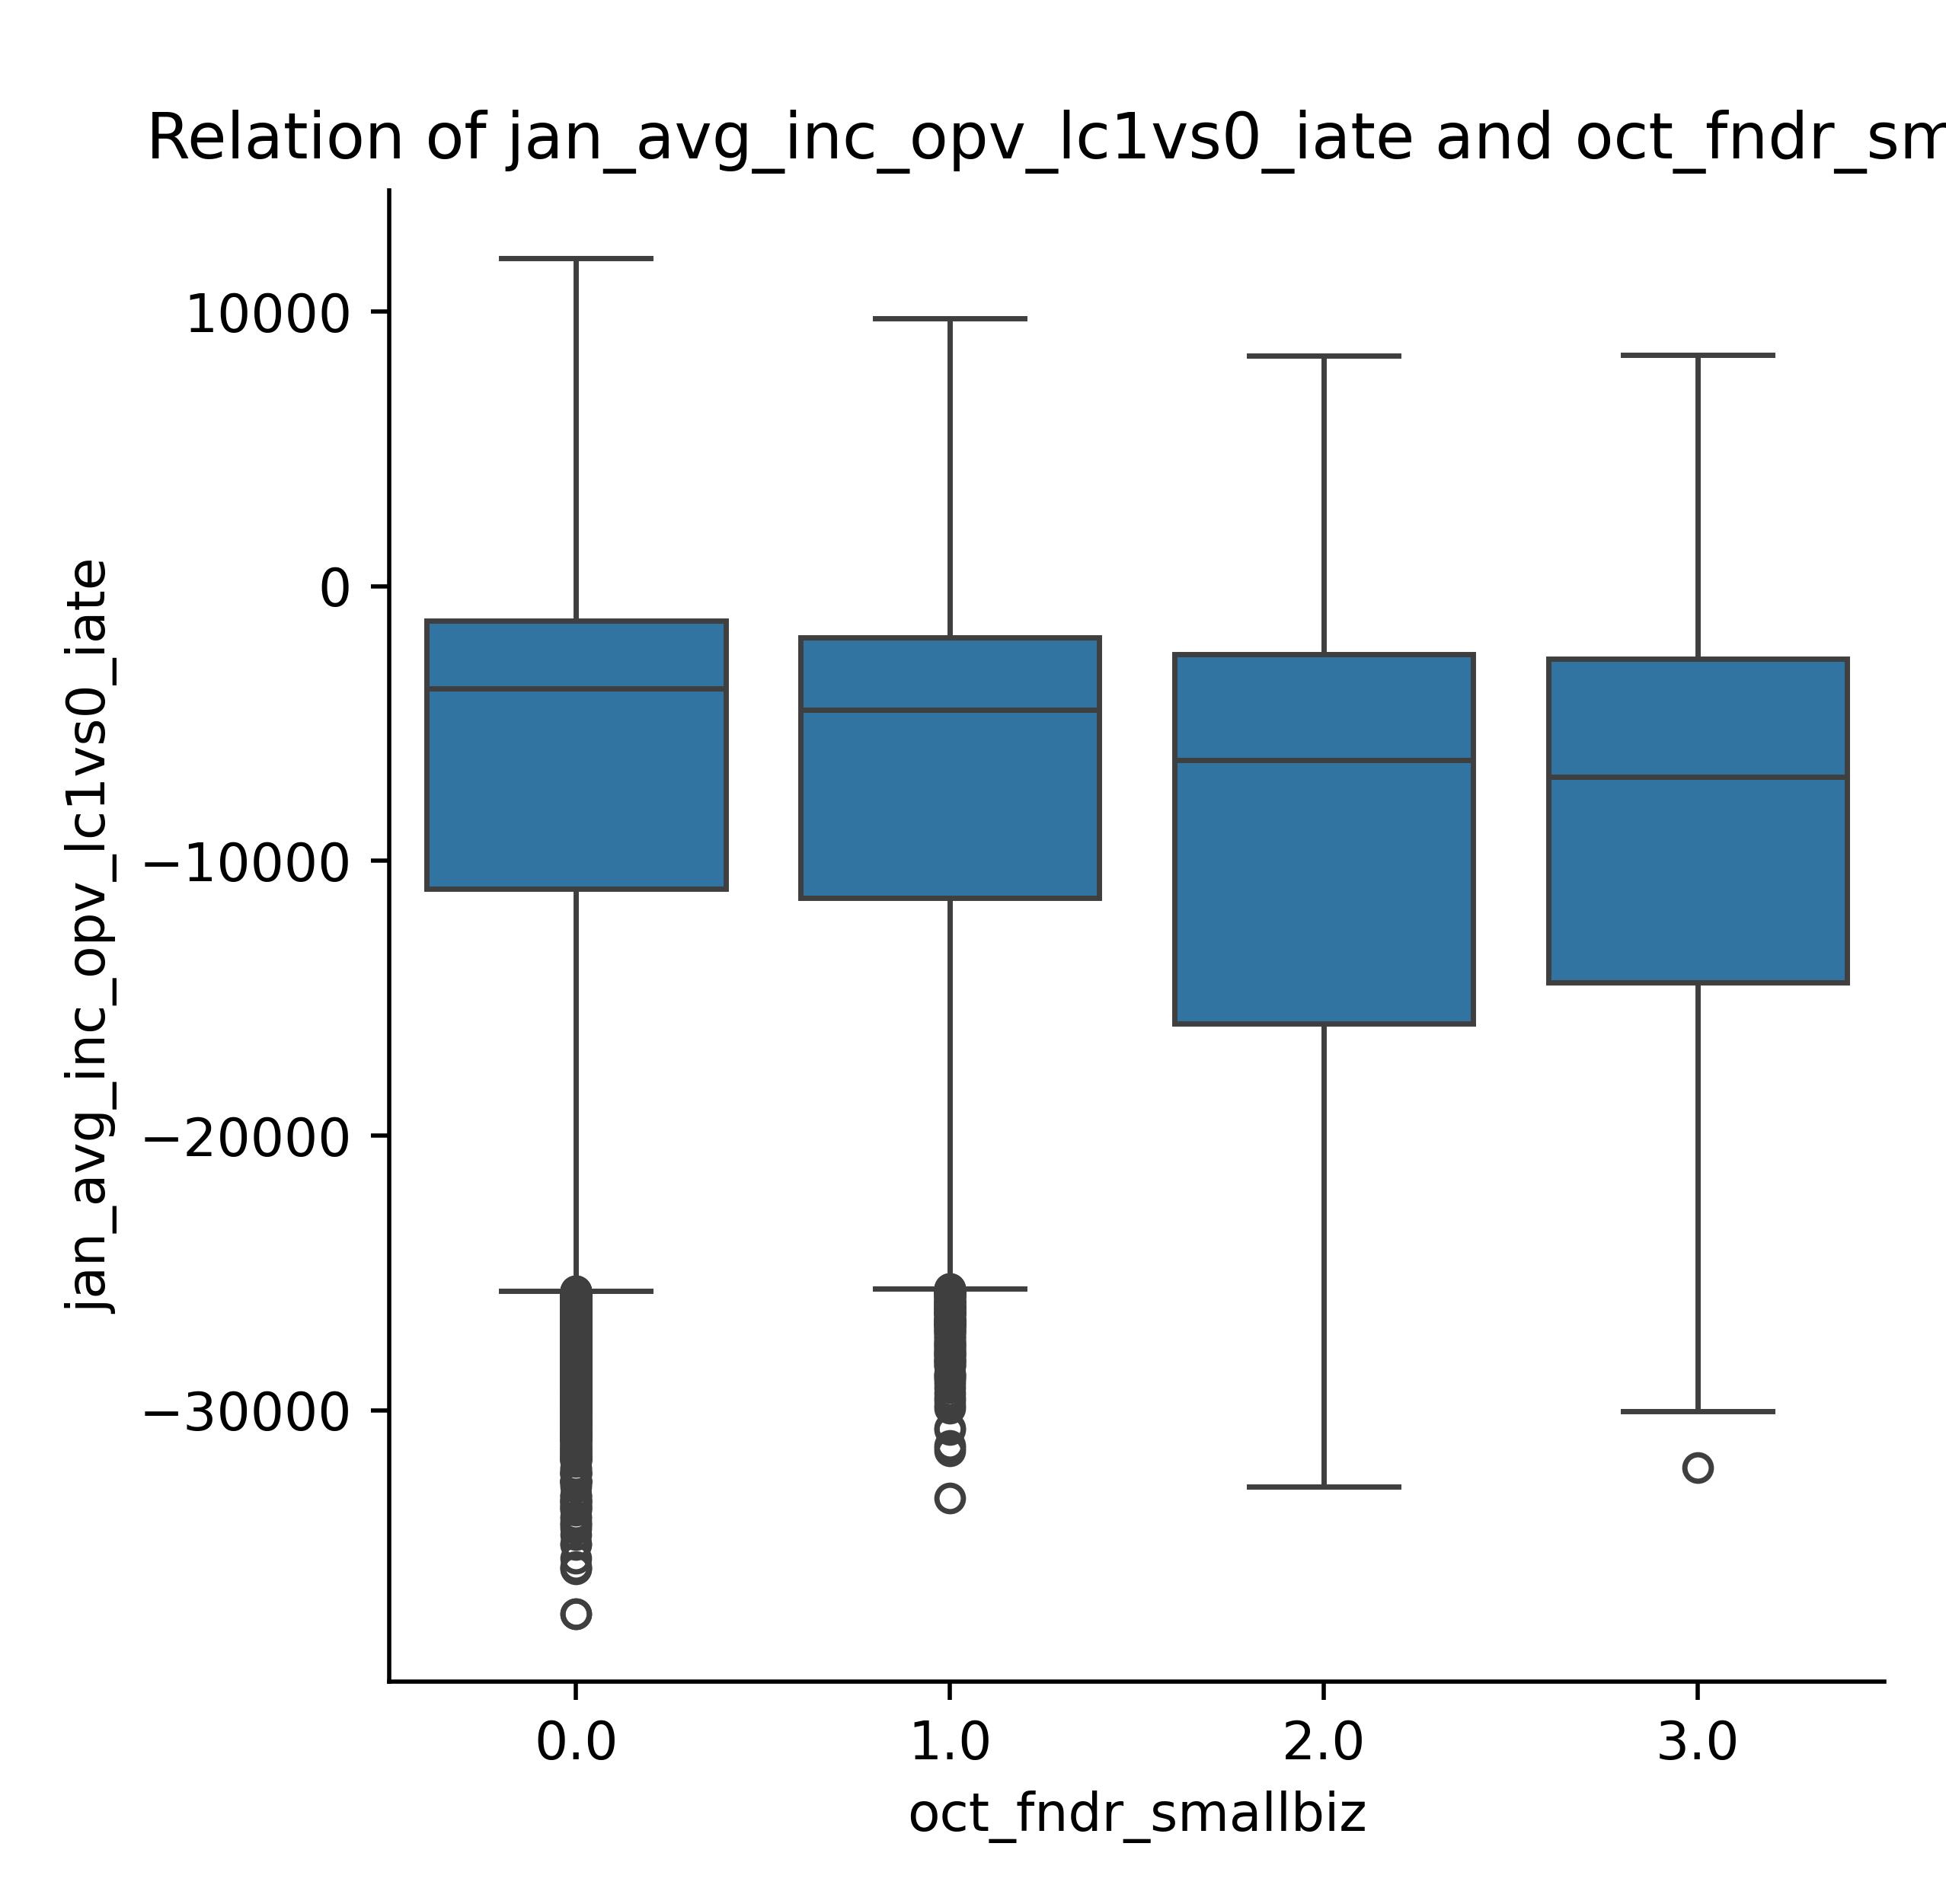 Relation of jan_avg_inc_opv_lc1vs0_iate and oct_fndr_sm
jan_avg_inc_opv_lc1vs0_iate
10000
0
−10000
−20000
−30000
0.0 1.0 2.0 3.0
oct_fndr_smallbiz